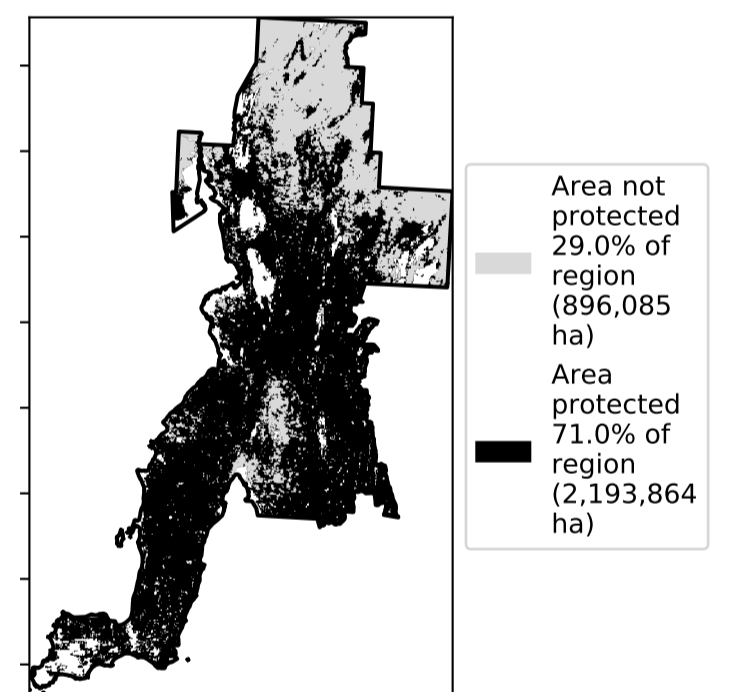 Area not
protected
29.0% of
region
(896,085
ha)
Area
protected
71.0% of
region
(2,193,864
ha)